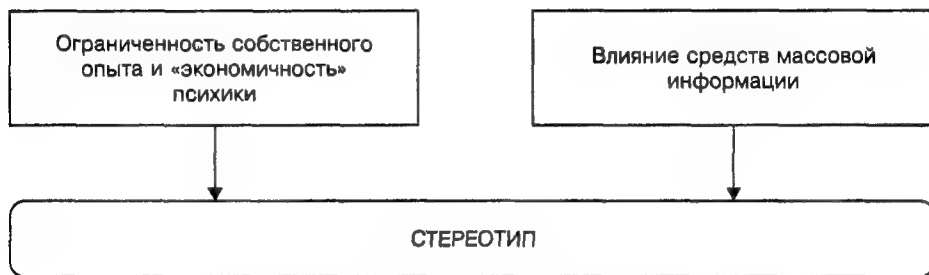 Ограниченность собственного
опыта и «экономичность»
психики
Влияние средств массовой
информации
СТЕРЕОТИП